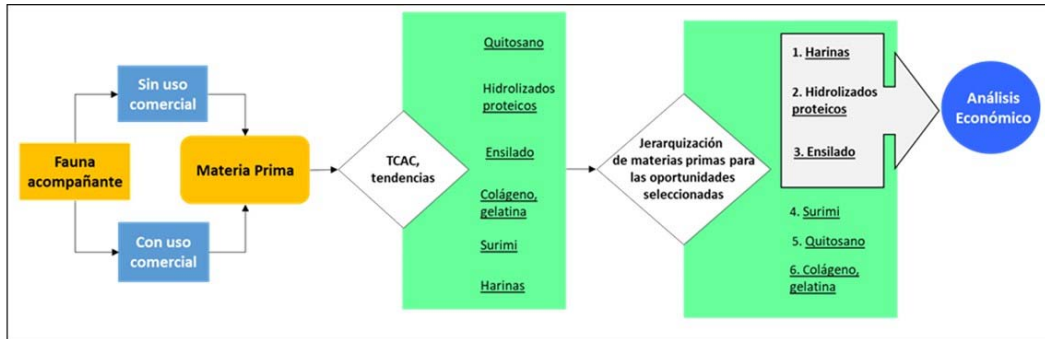 Fauna
acompañante
Sin uso
comercial
Con uso
comercial
Materia Prima
TCAC,
tendencias
Quitosano
Hidrolizados
proteicos
Ensilado
Colágeno,
gelatina
Surimi
Harinas
Jerarquización
de materias primas para
las oportunidades
seleccionadas
1. Harinas
2. Hidrolizados
proteicos
3. Ensilado
4. Surimi
5. Quitosano
6. Colágeno,
gelatina
Análisis
Económico